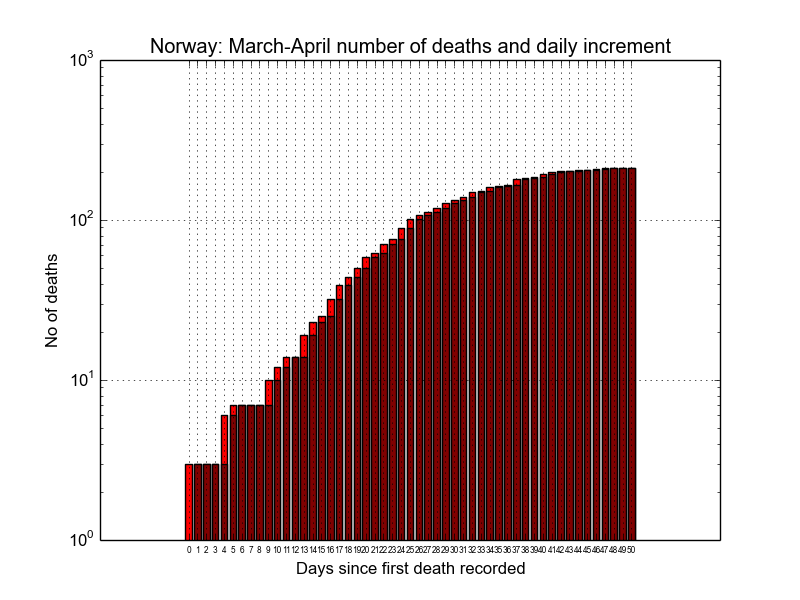 Norway: March-April number of deaths and daily increment
10³
10²
10¹
10⁰
No of deaths
0 1 2 3 4 5 6 7 8 9 10 11 12 13 14 15 16 17 18 19 20 21 22 23 24 25 26 27 28 29 30 31 32 33 34 35 36 37 38 39 40 41 42 43 44 45 46 47 48 49 50
Days since first death recorded